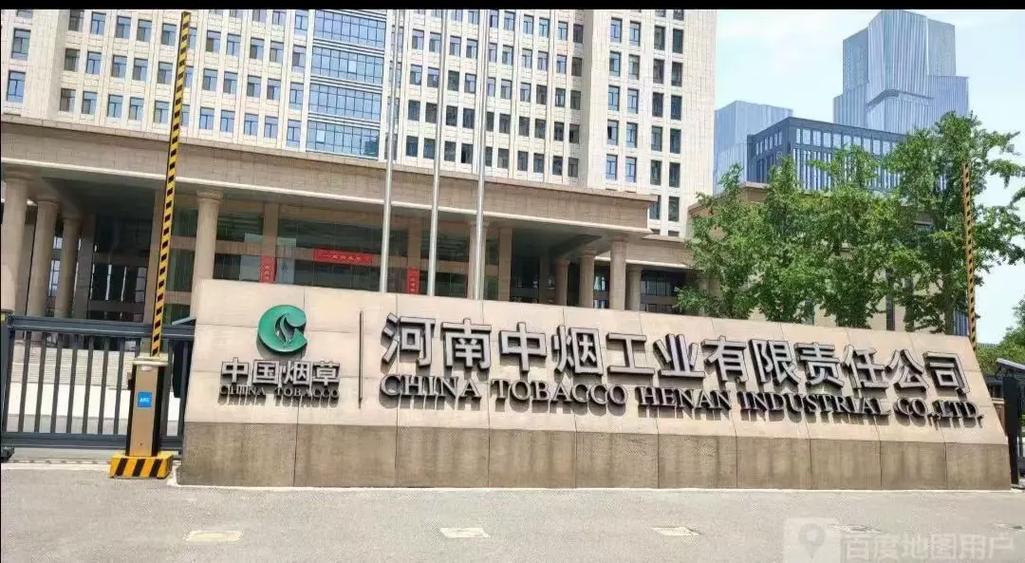 中国烟草
CHINA TOBACCO
河南中烟工业有限责任公司
CHINA TOBACCO HENAN INDUSTRIAL CO.,LTD.
百度地图用户